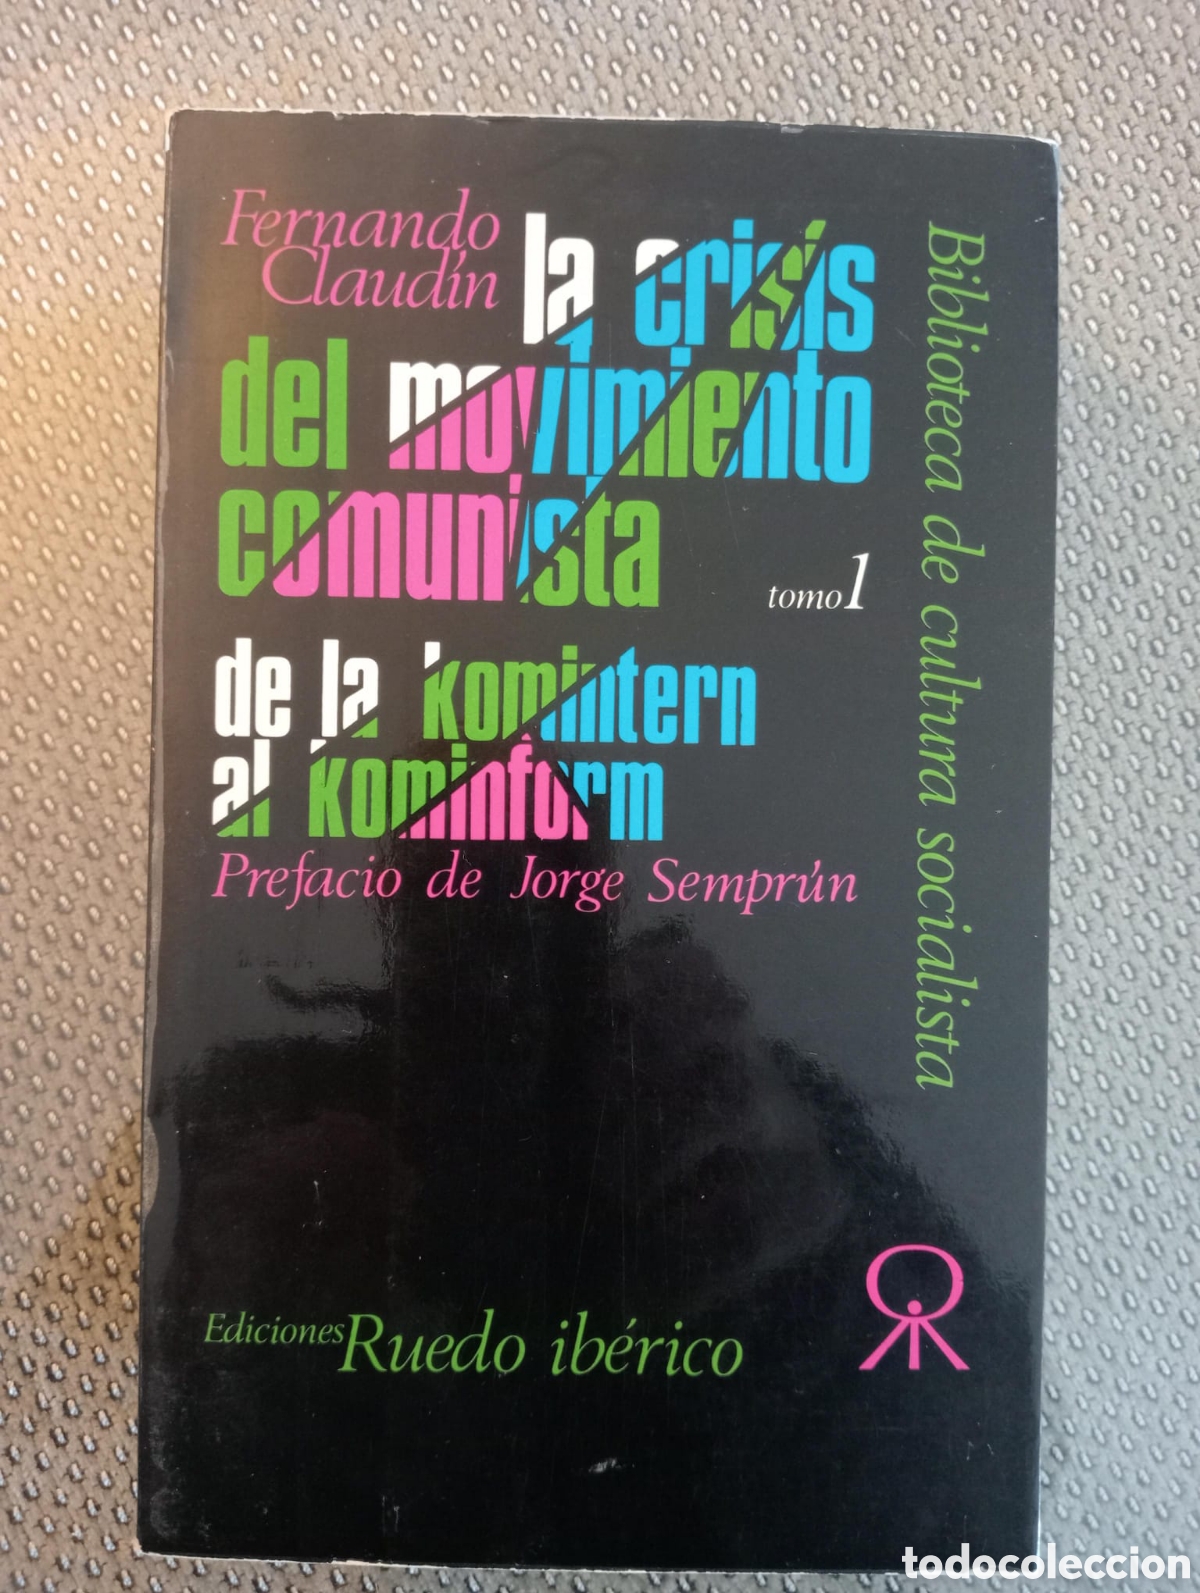 Fernando
Claudín
la crisis
del movimiento
comunista
tomo 1
de la komintern
al kominform
Prefacio de Jorge Semprún
Biblioteca de cultura socialista
Ediciones Ruedo ibérico
todocoleccion